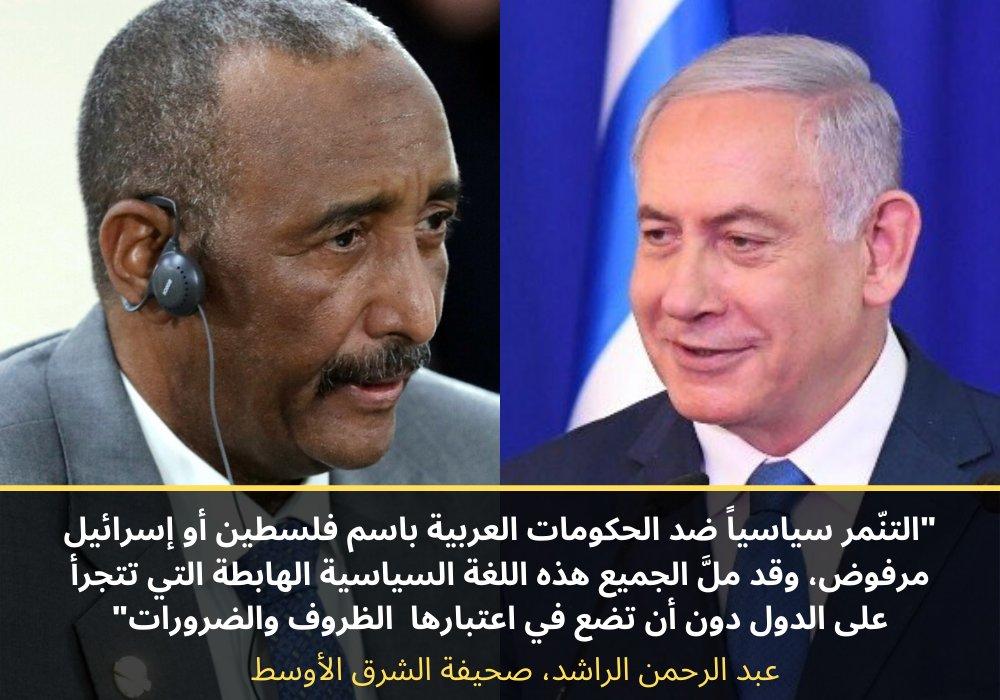 "التنّمر سياسياً ضد الحكومات العربية باسم فلسطين أو إسرائيل
مرفوض، وقد ملَّ الجميع هذه اللغة السياسية الهابطة التي تتجرأ
على الدول دون أن تضع في اعتبارها  الظروف والضرورات"
عبد الرحمن الراشد، صحيفة الشرق الأوسط